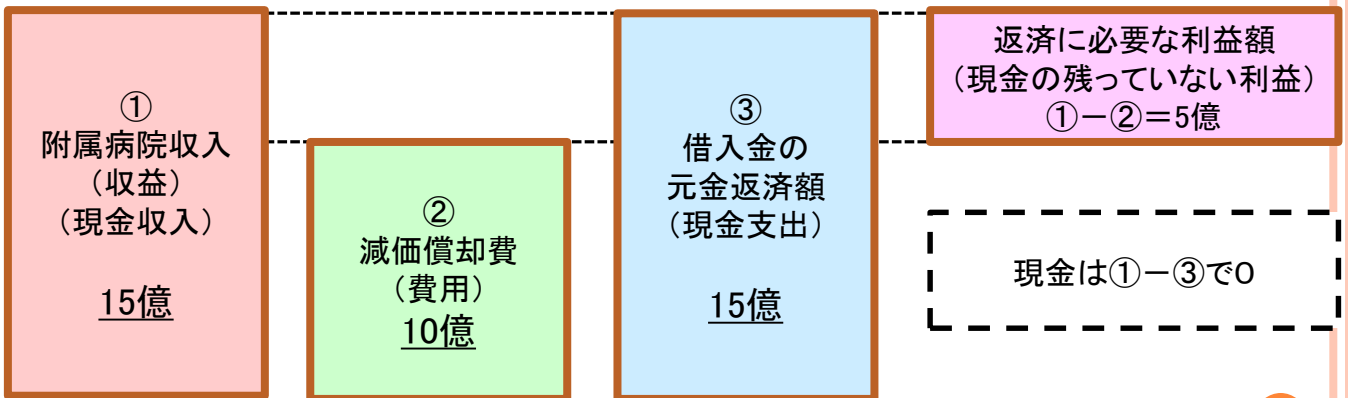 ①
附属病院収入
(収益)
(現金収入)
15億
②
減価償却費
(費用)
10億
③
借入金の
元金返済額
(現金支出)
15億
返済に必要な利益額
(現金の残っていない利益)
①-②=5億
現金は①-③で0